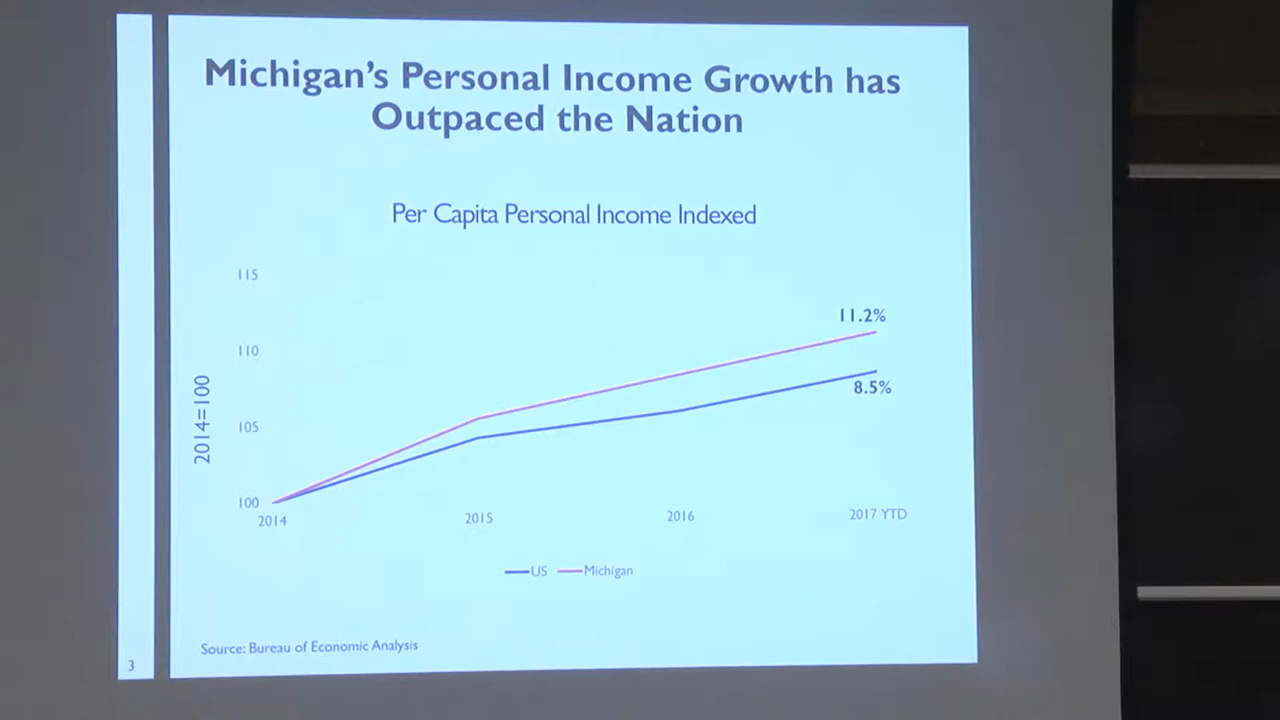 Michigan's Personal Income Growth has
Outpaced the Nation
Per Capita Personal Income Indexed
115
110
105
100
2014=100
11.2%
8.5%
2014
2015
2016
2017 YTD
US
Michigan
Source: Bureau of Economic Analysis
3